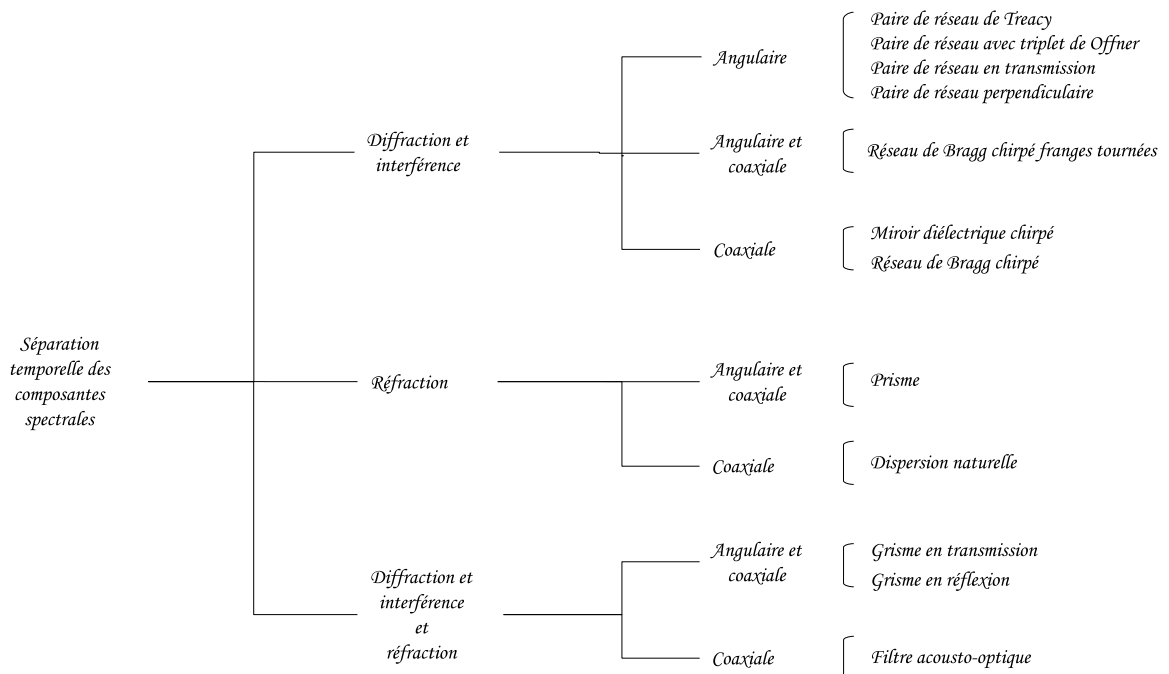 Séparation
temporelle des
composantes
spectrales
Diffraction et
interférence
Angulaire
Paire de réseau de Treacy
Paire de réseau avec triplet de Offner
Paire de réseau en transmission
Paire de réseau perpendiculaire
Angulaire et
coaxiale
Réseau de Bragg chirpé franges tournées
Coaxiale
Miroir diélectrique chirpé
Réseau de Bragg chirpé
Réfraction
Angulaire et
coaxiale
Prisme
Coaxiale
Dispersion naturelle
Diffraction et
interférence
et
réfraction
Angulaire et
coaxiale
Grisme en transmission
Grisme en réflexion
Coaxiale
Filtre acousto-optique